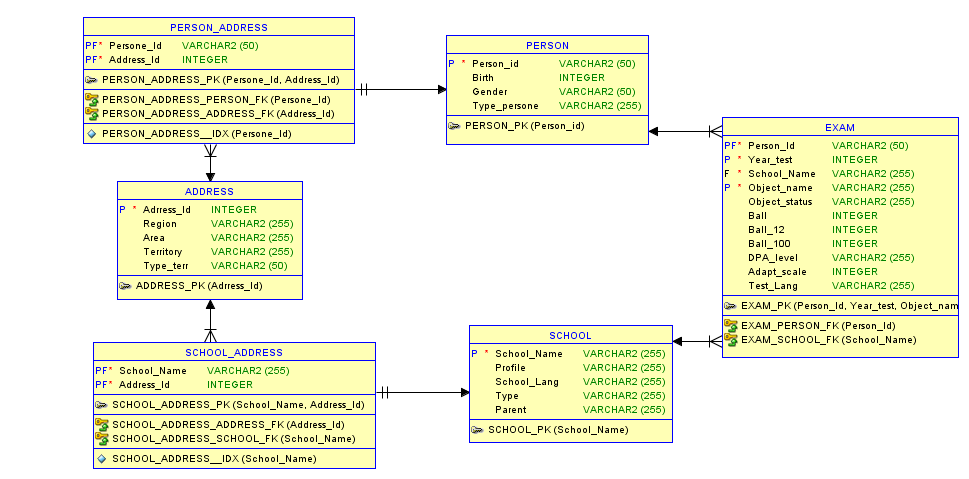 PERSON_ADDRESS
PF* Persone_Id VARCHAR2 (50)
PF* Address_Id INTEGER
PERSON_ADDRESS_PK (Persone_Id, Address_Id)
PERSON_ADDRESS_PERSON_FK (Persone_Id)
PERSON_ADDRESS_ADDRESS_FK (Address_Id)
PERSON_ADDRESS__IDX (Persone_Id)
PERSON
P * Person_id VARCHAR2 (50)
Birth INTEGER
Gender VARCHAR2 (50)
Type_persone VARCHAR2 (255)
PERSON_PK (Person_id)
EXAM
PF* Person_Id VARCHAR2 (50)
P * Year_test INTEGER
F * School_Name VARCHAR2 (255)
P * Object_name VARCHAR2 (255)
Object_status VARCHAR2 (255)
Ball INTEGER
Ball_12 INTEGER
Ball_100 INTEGER
DPA_level VARCHAR2 (255)
Adapt_scale INTEGER
Test_Lang VARCHAR2 (255)
EXAM_PK (Person_Id, Year_test, Object_nam
EXAM_PERSON_FK (Person_Id)
EXAM_SCHOOL_FK (School_Name)
ADDRESS
P * Adrress_Id INTEGER
Region VARCHAR2 (255)
Area VARCHAR2 (255)
Territory VARCHAR2 (255)
Type_terr VARCHAR2 (50)
ADDRESS_PK (Adrress_Id)
SCHOOL_ADDRESS
PF* School_Name VARCHAR2 (255)
PF* Address_Id INTEGER
SCHOOL_ADDRESS_PK (School_Name, Address_Id)
SCHOOL_ADDRESS_ADDRESS_FK (Address_Id)
SCHOOL_ADDRESS_SCHOOL_FK (School_Name)
SCHOOL_ADDRESS__IDX (School_Name)
SCHOOL
P * School_Name VARCHAR2 (255)
Profile VARCHAR2 (255)
School_Lang VARCHAR2 (255)
Type VARCHAR2 (255)
Parent VARCHAR2 (255)
SCHOOL_PK (School_Name)